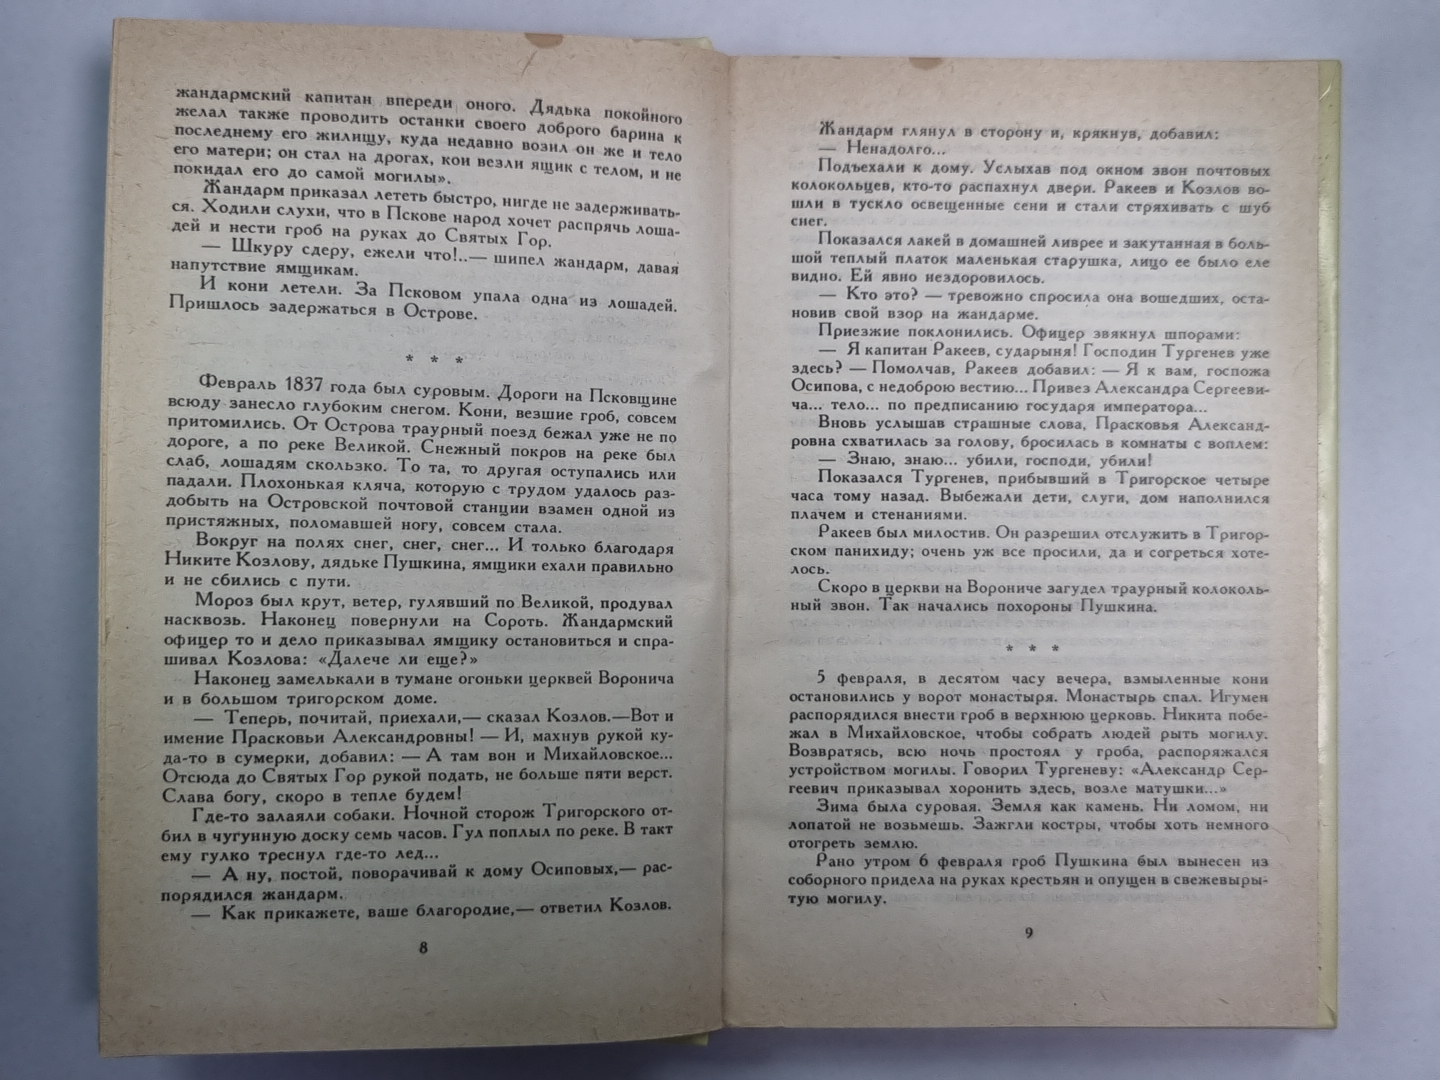 жандармский капитан впереди оного. Дядька покойного
желал также проводить останки своего доброго барина к
последнему его жилищу, куда недавно возил он же и тело
его матери; он стал на дрогах, кои везли ящик с телом, и не
покидал его до самой могилы».
Жандарм приказал лететь быстро, нигде не задерживать-
ся. Ходили слухи, что в Пскове народ хочет распрячь лоша-
дей и нести гроб на руках до Святых Гор.
— Шкуру сдеру, ежели что!..— шипел жандарм, давая
напутствие ямщикам.
И кони летели. За Псковом упала одна из лошадей.
Пришлось задержаться в Острове.
* * *
Февраль 1837 года был суровым. Дороги на Псковщине
всюду занесло глубоким снегом. Кони, везшие гроб, совсем
притомились. От Острова траурный поезд бежал уже не по
дороге, а по реке Великой. Снежный покров на реке был
слаб, лошадям скользко. То та, то другая оступались или
падали. Плохонькая кляча, которую с трудом удалось раз-
добыть на Островской почтовой станции взамен одной из
пристяжных, поломавшей ногу, совсем стала.
Вокруг на полях снег, снег, снег... И только благодаря
Никите Козлову, дядьке Пушкина, ямщики ехали правильно
и не сбились с пути.
Мороз был крут, ветер, гулявший по Великой, продувал
насквозь. Наконец повернули на Сороть. Жандармский
офицер то и дело приказывал ямщику остановиться и спра-
шивал Козлова: «Далече ли еще?»
Наконец замелькали в тумане огоньки церквей Воронича
и в большом тригорском доме.
— Теперь, почитай, приехали,— сказал Козлов.—Вот и
имение Прасковьи Александровны! — И, махнув рукой ку-
да-то в сумерки, добавил: — А там вон и Михайловское...
Отсюда до Святых Гор рукой подать, не больше пяти верст.
Слава богу, скоро в тепле будем!
Где-то залаяли собаки. Ночной сторож Тригорского от-
бил в чугунную доску семь часов. Гул поплыл по реке. В такт
ему гулко треснул где-то лед...
— А ну, постой, поворачивай к дому Осиповых,— рас-
порядился жандарм.
— Как прикажете, ваше благородие,— ответил Козлов.
8
Жандарм глянул в сторону и, крякнув, добавил:
— Ненадолго...
Подъехали к дому. Услыхав под окном звон почтовых
колокольцев, кто-то распахнул двери. Ракеев и Козлов во-
шли в тускло освещенные сени и стали стряхивать с шуб
снег.
Показался лакей в домашней ливрее и закутанная в боль-
шой теплый платок маленькая старушка, лицо ее было еле
видно. Ей явно нездоровилось.
— Кто это? — тревожно спросила она вошедших, оста-
новив свой взор на жандарме.
Приезжие поклонились. Офицер звякнул шпорами:
— Я капитан Ракеев, сударыня! Господин Тургенев уже
здесь? — Помолчав, Ракеев добавил: — Я к вам, госпожа
Осипова, с недоброю вестию... Привез Александра Сергееви-
ча... тело... по предписанию государя императора...
Вновь услышав страшные слова, Прасковья Александ-
ровна схватилась за голову, бросилась в комнаты с воплем:
— Знаю, знаю... убили, господи, убили!
Показался Тургенев, прибывший в Тригорское четыре
часа тому назад. Выбежали дети, слуги, дом наполнился
плачем и стенаниями.
Ракеев был милостив. Он разрешил отслужить в Тригор-
ском панихиду; очень уж все просили, да и согреться хоте-
лось.
Скоро в церкви на Ворониче загудел траурный колоколь-
ный звон. Так начались похороны Пушкина.
* * *
5 февраля, в десятом часу вечера, взмыленные кони
остановились у ворот монастыря. Монастырь спал. Игумен
распорядился внести гроб в верхнюю церковь. Никита побе-
жал в Михайловское, чтобы собрать людей рыть могилу.
Возвратясь, всю ночь простоял у гроба, распоряжался
устройством могилы. Говорил Тургеневу: «Александр Сер-
геевич приказывал хоронить здесь, возле матушки...»
Зима была суровая. Земля как камень. Ни ломом, ни
лопатой не возьмешь. Зажгли костры, чтобы хоть немного
отогреть землю.
Рано утром 6 февраля гроб Пушкина был вынесен из
соборного придела на руках крестьян и опущен в свежевыры-
тую могилу.
9